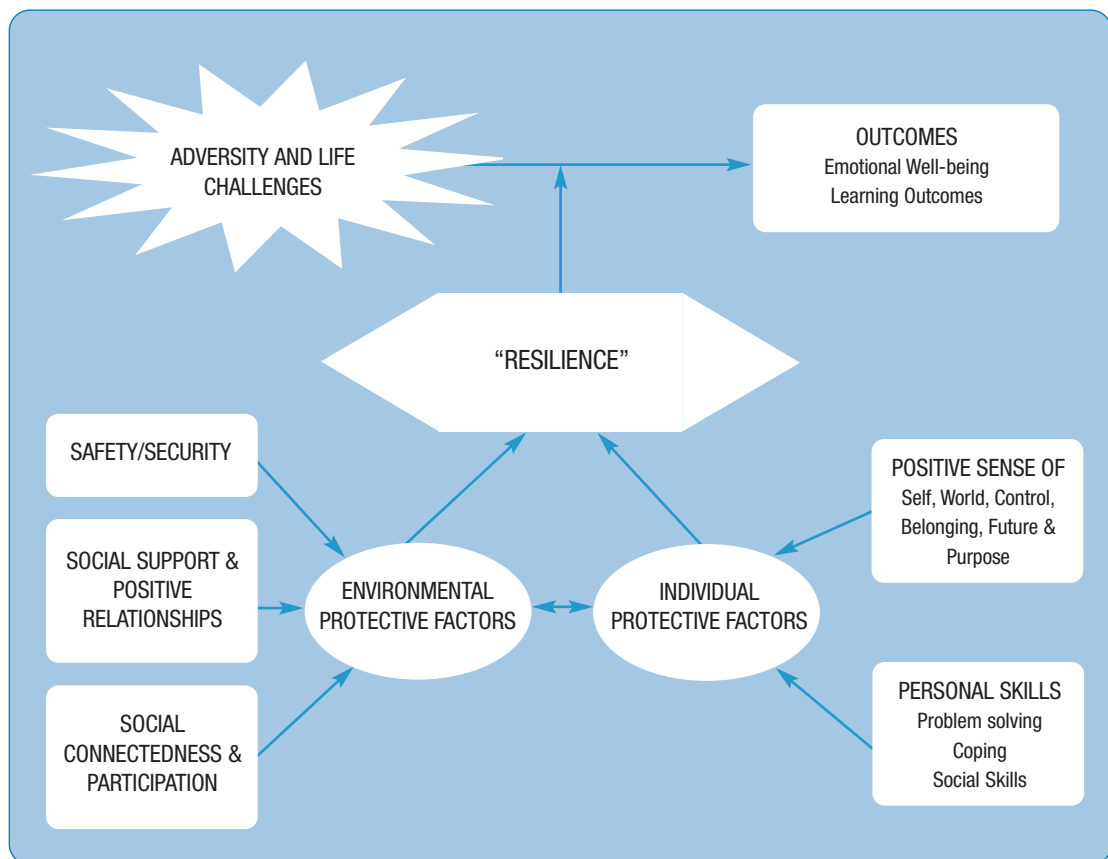 ADVERSITY AND LIFE
CHALLENGES
OUTCOMES
Emotional Well-being
Learning Outcomes
“RESILIENCE”
SAFETY/SECURITY
SOCIAL SUPPORT &
POSITIVE
RELATIONSHIPS
SOCIAL
CONNECTEDNESS &
PARTICIPATION
ENVIRONMENTAL
PROTECTIVE FACTORS
INDIVIDUAL
PROTECTIVE FACTORS
POSITIVE SENSE OF
Self, World, Control,
Belonging, Future &
Purpose
PERSONAL SKILLS
Problem solving
Coping
Social Skills